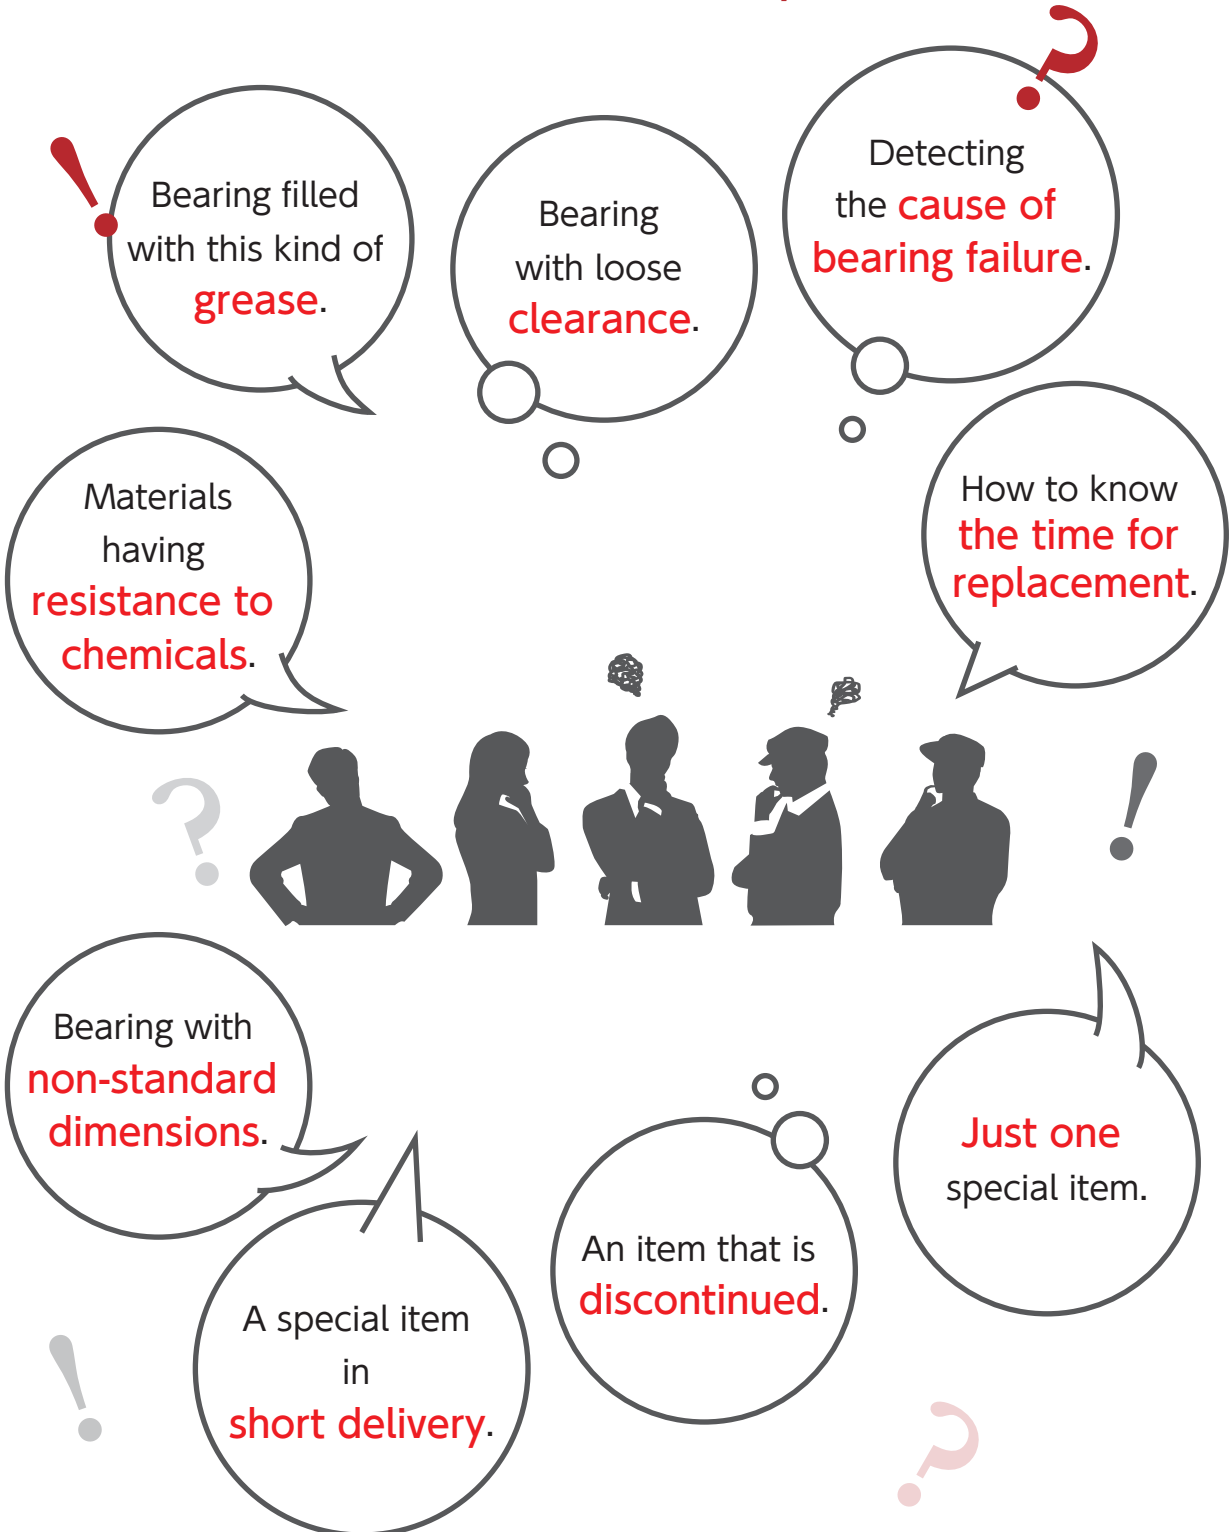 Bearing filled
with this kind of
grease.
Bearing
with loose
clearance.
Detecting
the cause of
bearing failure.
Materials
having
resistance to
chemicals.
How to know
the time for
replacement.
Bearing with
non-standard
dimensions.
Just one
special item.
An item that is
discontinued.
A special item
in
short delivery.